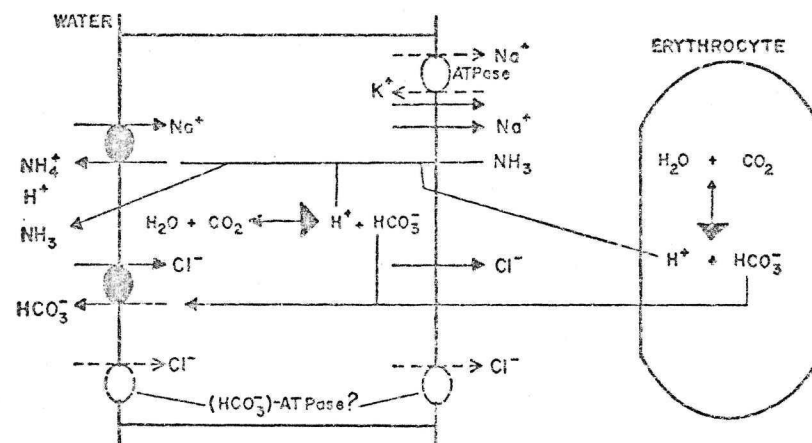 WATER
ERYTHROCYTE
Na⁺
ATPase
K⁺
Na⁺
Na⁺
NH₄⁺
NH₃
H₂O + CO₂
H⁺
NH₃
H₂O + CO₂
H⁺ + HCO₃⁻
H⁺ + HCO₃⁻
Cl⁻
Cl⁻
HCO₃⁻
Cl⁻
Cl⁻
(HCO₃⁻)-ATPase?